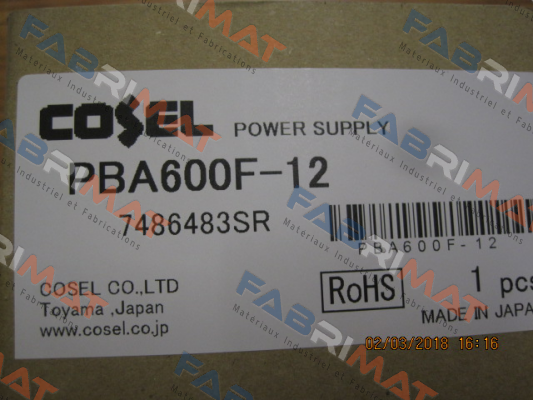 COSEL POWER SUPPLY
PBA600F-12
7486483SR
PBA600F-12
COSEL CO.,LTD
Toyama ,Japan
www.cosel.co.jp
RoHS
1 pcs
MADE IN JAPA
02/03/2018 16:16
FABRIMAT
Materiaux Industriel et Fabrications